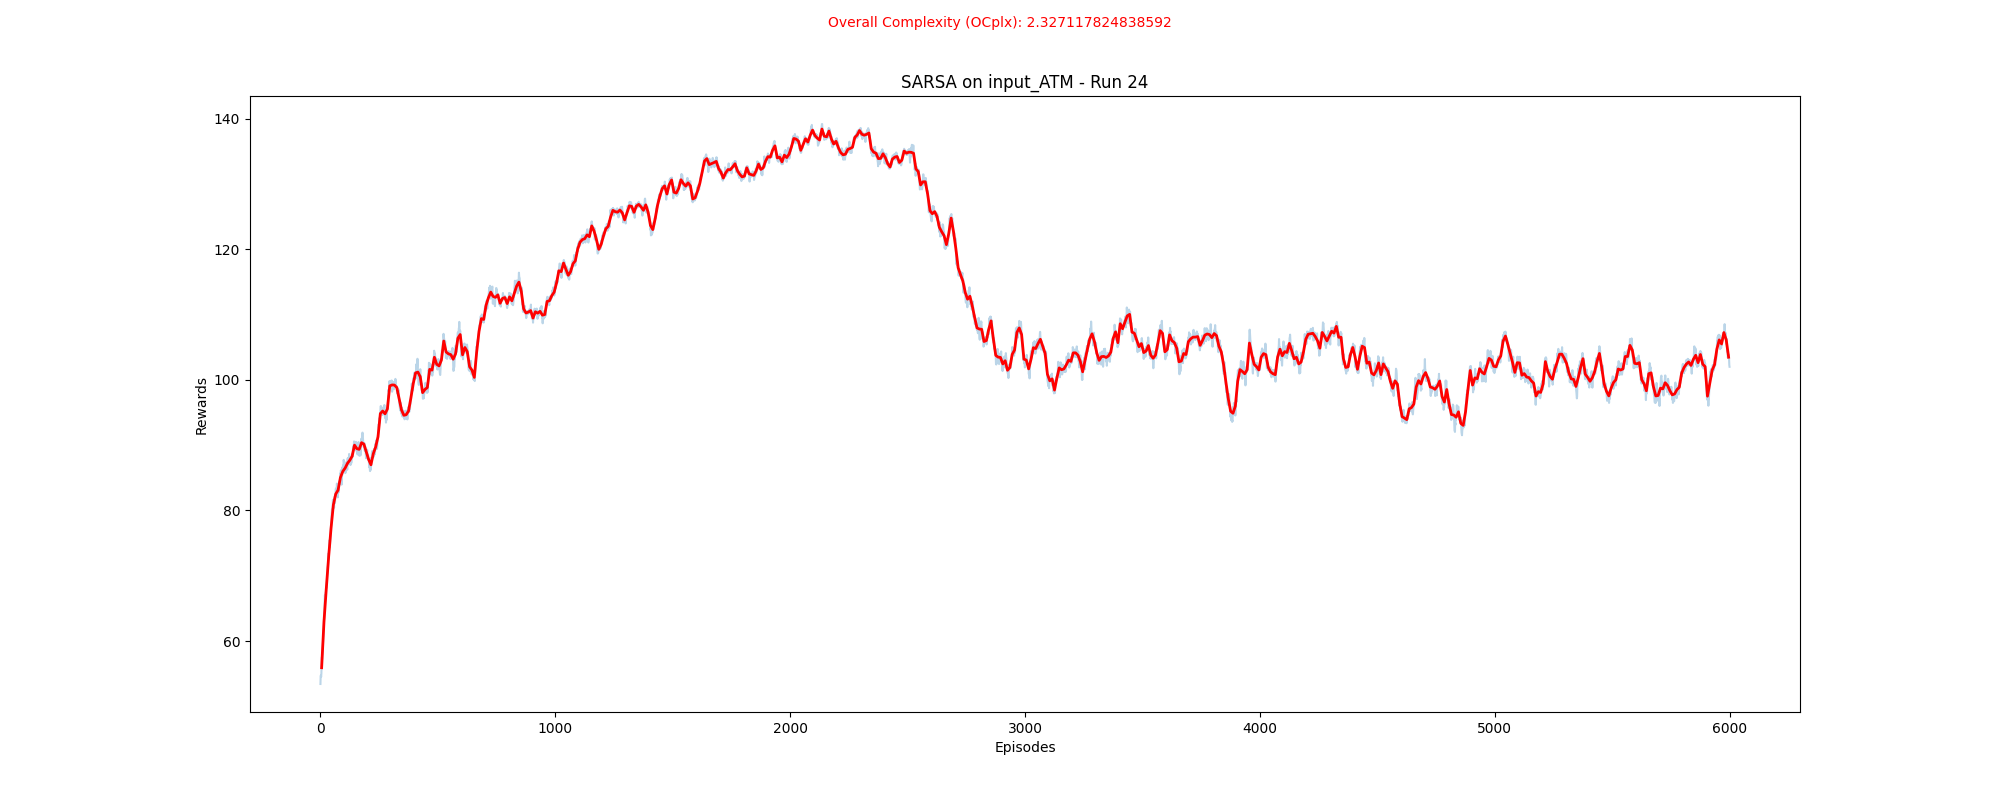 Overall Complexity (OCplx): 2.327117824838592
SARSA on input_ATM - Run 24
140
120
100
80
60
Rewards
0 1000 2000 3000 4000 5000 6000
Episodes